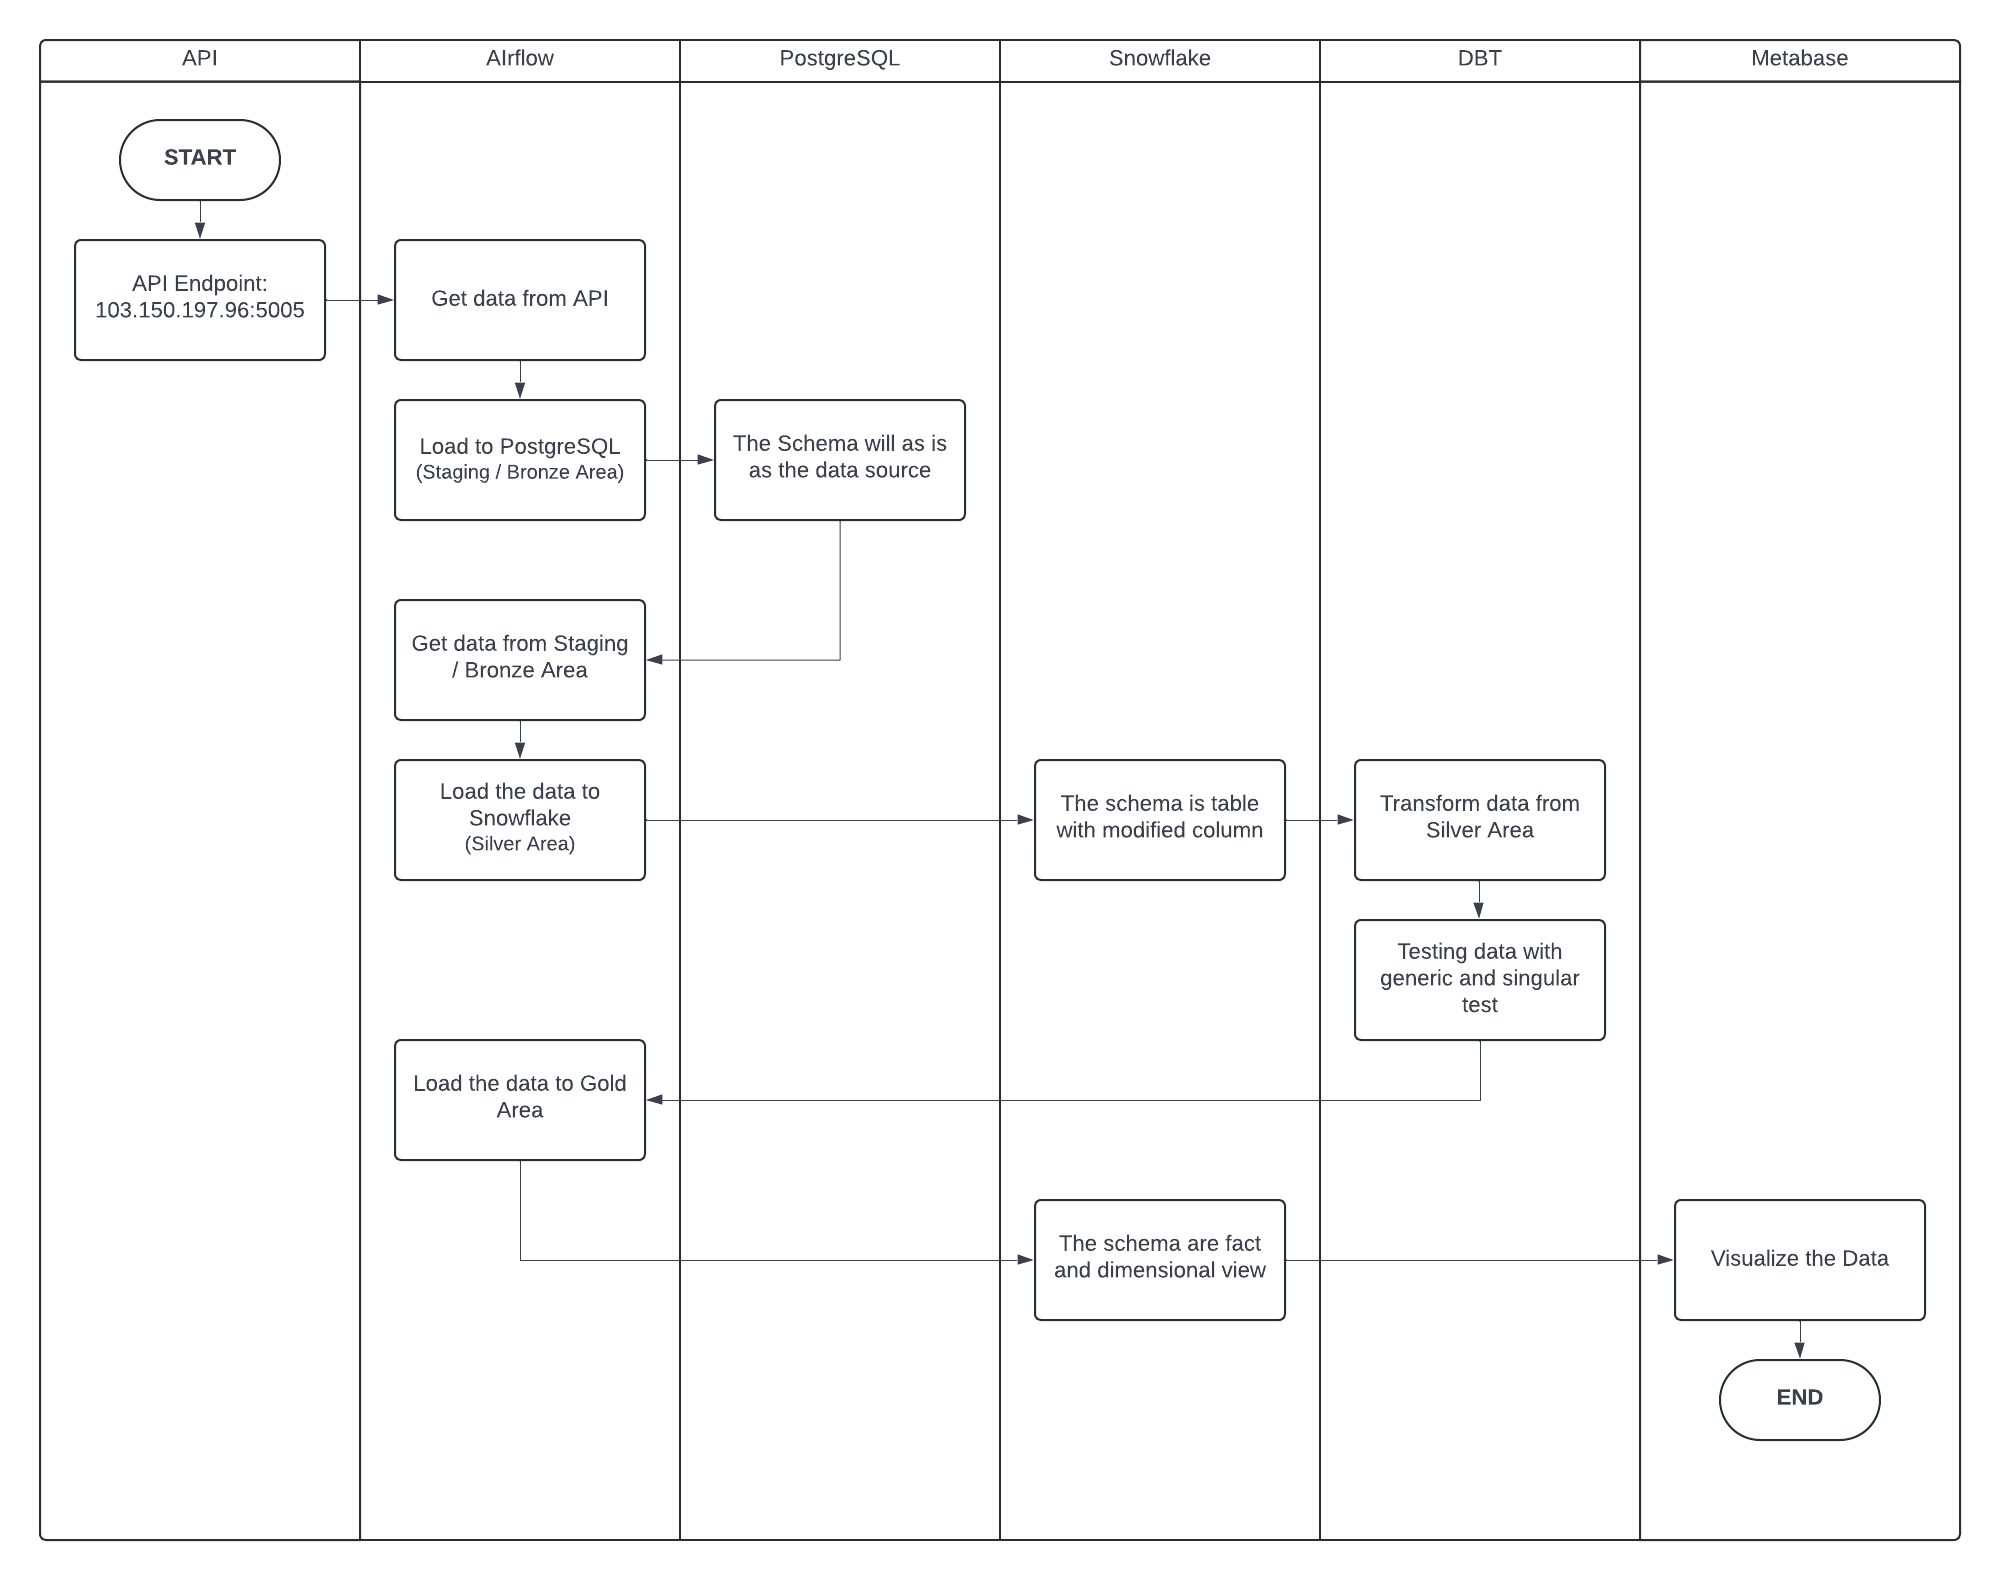 API
AIrflow
PostgreSQL
Snowflake
DBT
Metabase
START
API Endpoint:
103.150.197.96:5005
Get data from API
Load to PostgreSQL
(Staging / Bronze Area)
The Schema will as is
as the data source
Get data from Staging
/ Bronze Area
Load the data to
Snowflake
(Silver Area)
The schema is table
with modified column
Transform data from
Silver Area
Testing data with
generic and singular
test
Load the data to Gold
Area
The schema are fact
and dimensional view
Visualize the Data
END